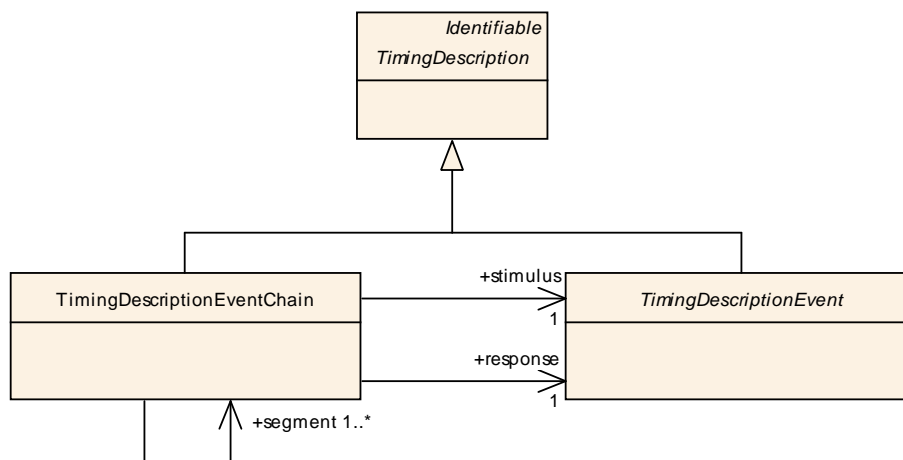 Identifiable
TimingDescription
TimingDescriptionEventChain
+stimulus
TimingDescriptionEvent
1
+response
1
+segment 1..*